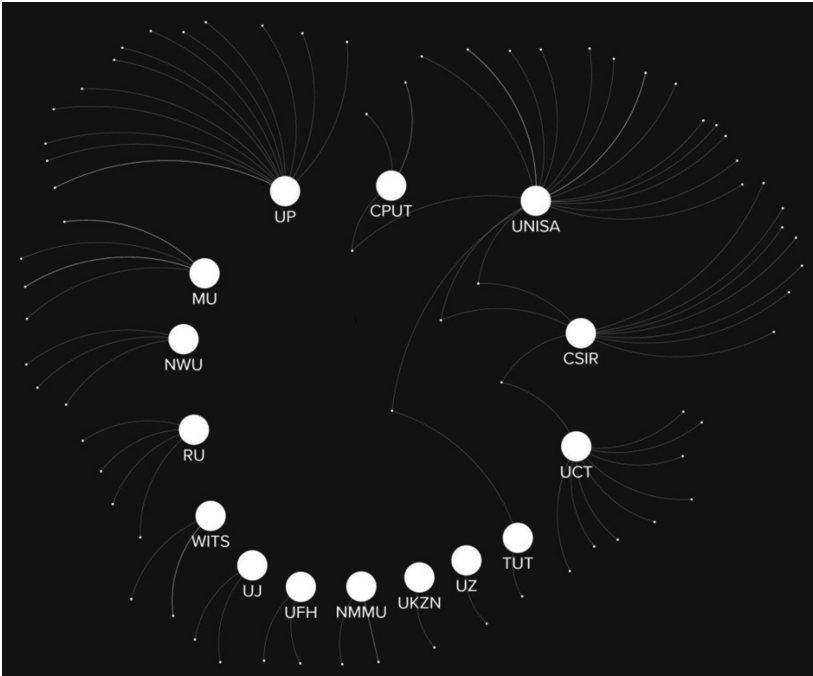 UP
CPUT
UNISA
MU
NWU
CSIR
RU
UCT
WITS
TUT
UJ
UFH
NMMU
UKZN
UZ